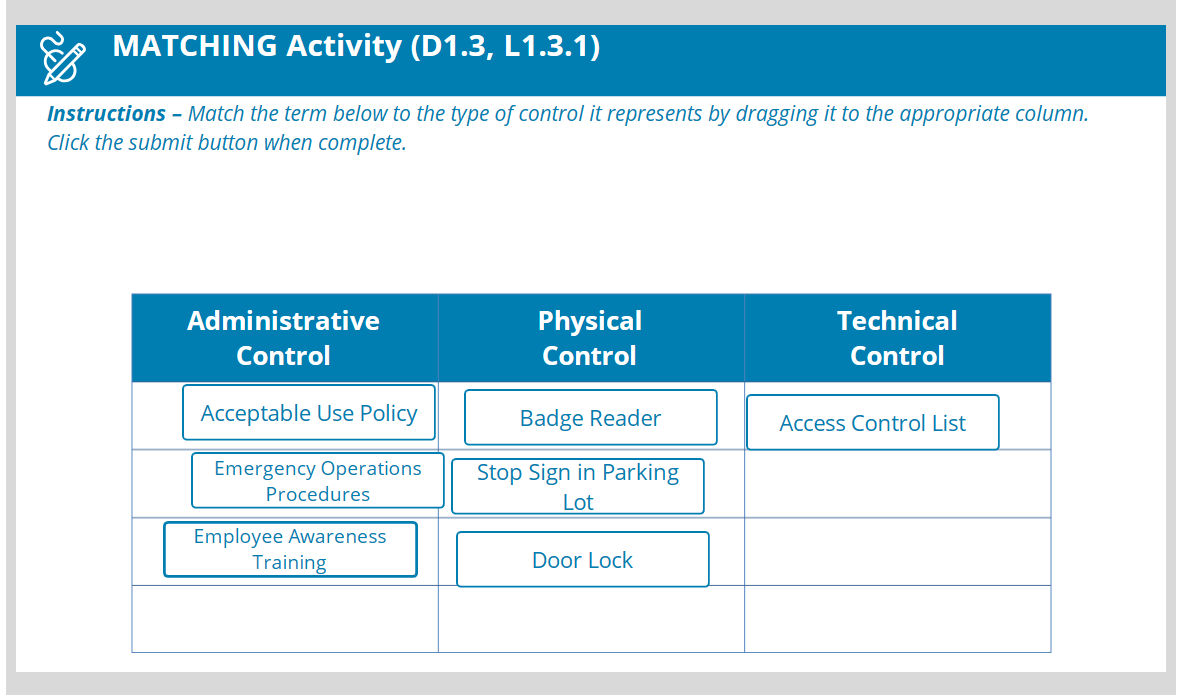 MATCHING Activity (D1.3, L1.3.1)
Instructions – Match the term below to the type of control it represents by dragging it to the appropriate column.
Click the submit button when complete.
Administrative
Control
Physical
Control
Technical
Control
Acceptable Use Policy
Badge Reader
Access Control List
Emergency Operations
Procedures
Stop Sign in Parking
Lot
Employee Awareness
Training
Door Lock